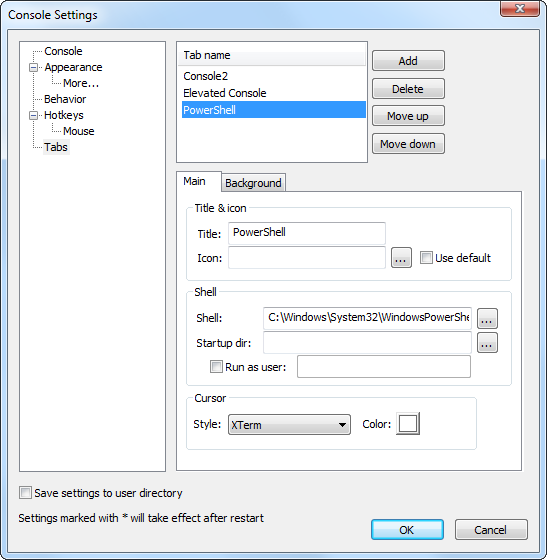 Console Settings
Console
Appearance
More...
Behavior
Hotkeys
Mouse
Tabs
Tab name
Console2
Elevated Console
PowerShell
Add
Delete
Move up
Move down
Main
Background
Title & icon
Title: PowerShell
Icon: ... Use default
Shell
Shell: C:\Windows\System32\WindowsPowerShe ...
Startup dir: ...
Run as user:
Cursor
Style: XTerm Color:
Save settings to user directory
Settings marked with * will take effect after restart
OK Cancel